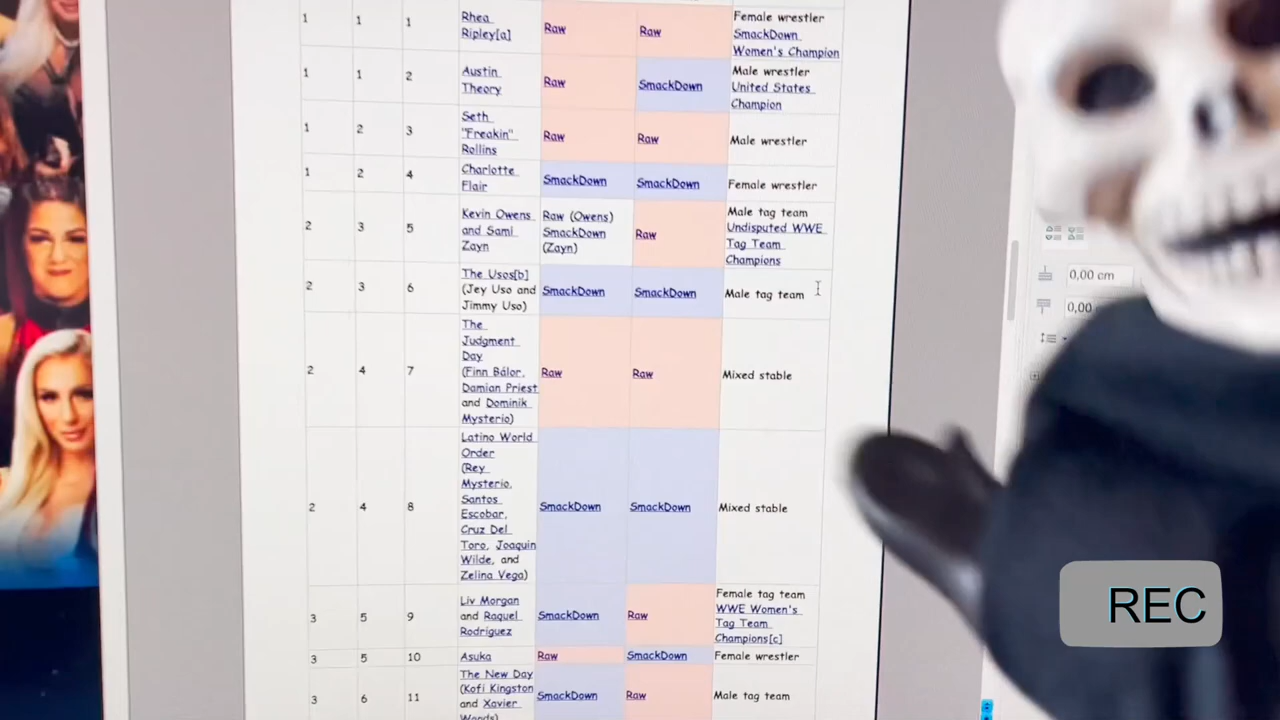 1 1 1 Rhea Ripley[a] Raw Raw Female wrestler SmackDown Women's Champion
1 1 2 Austin Theory Raw SmackDown Male wrestler United States Champion
1 2 3 Seth "Freakin" Rollins Raw Raw Male wrestler
1 2 4 Charlotte Flair SmackDown SmackDown Female wrestler
2 3 5 Kevin Owens and Sami Zayn Raw (Owens) SmackDown (Zayn) Raw Male tag team Undisputed WWE Tag Team Champions
2 3 6 The Usos[b] (Jey Uso and Jimmy Uso) SmackDown SmackDown Male tag team
2 4 7 The Judgment Day (Finn Bálor, Damian Priest and Dominik Mysterio) Raw Raw Mixed stable
2 4 8 Latino World Order (Rey Mysterio, Santos Escobar, Cruz Del Toro, Joaquin Wilde, and Zelina Vega) SmackDown SmackDown Mixed stable
3 5 9 Liv Morgan and Raquel Rodriguez SmackDown Raw Female tag team WWE Women's Tag Team Champions[c]
3 5 10 Asuka Raw SmackDown Female wrestler
3 6 11 The New Day (Kofi Kingston and Xavier Woods) SmackDown Raw Male tag team
0,00 cm
0,00
REC